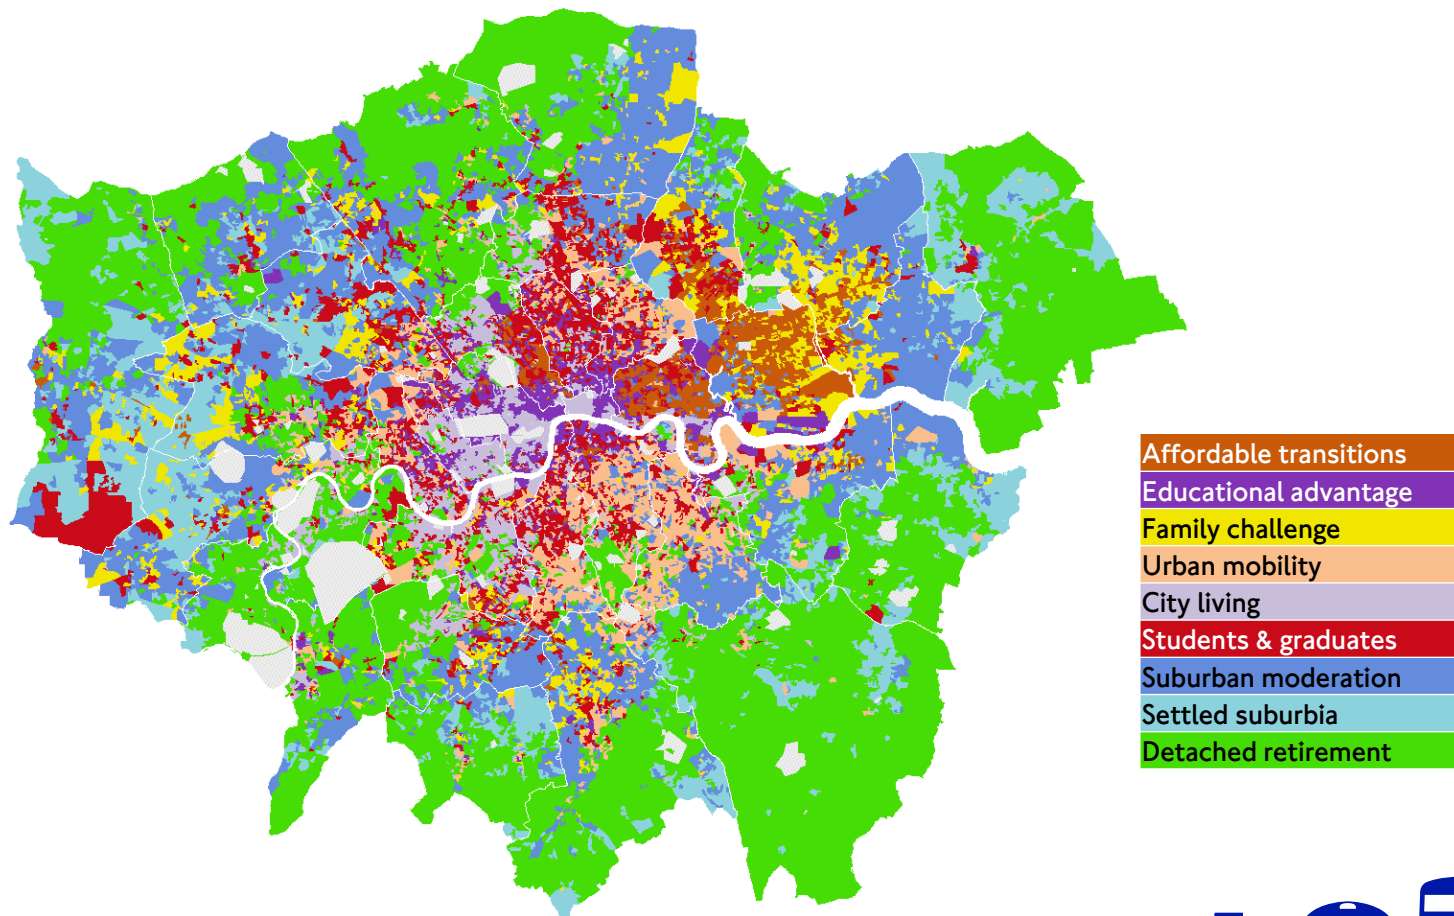 Affordable transitions
Educational advantage
Family challenge
Urban mobility
City living
Students & graduates
Suburban moderation
Settled suburbia
Detached retirement